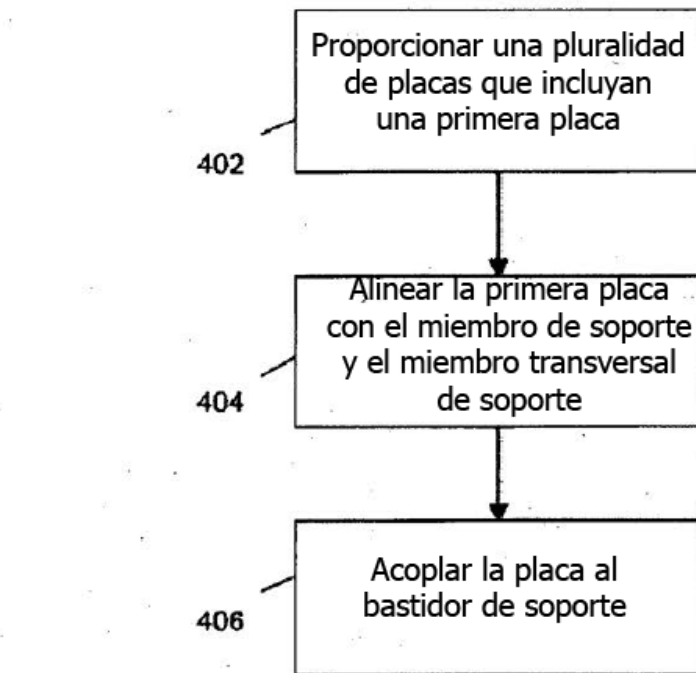 Proporcionar una pluralidad
de placas que incluyan
una primera placa
402
Alinear la primera placa
con el miembro de soporte
y el miembro transversal
de soporte
404
Acoplar la placa al
bastidor de soporte
406